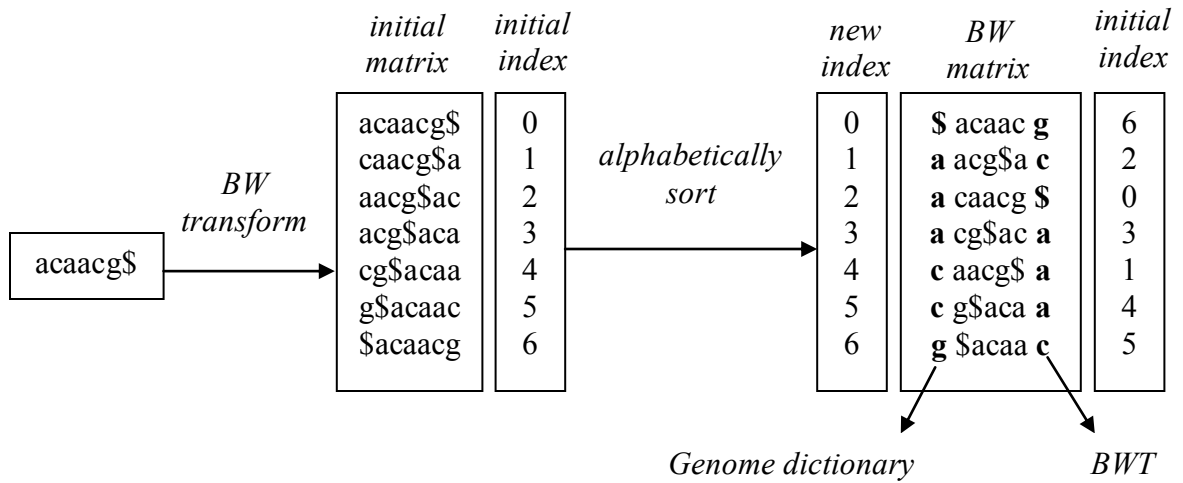 initial matrix
initial index
new index
BW matrix
initial index
acaacg$
BW transform
acaacg$ 0
caacg$a 1
aacg$ac 2
acg$aca 3
cg$acaa 4
g$acaac 5
$acaacg 6
alphabetically sort
0 $ acaac g 6
1 a acg$a c 2
2 a caacg $ 0
3 a cg$ac a 3
4 c aacg$ a 1
5 c g$aca a 4
6 g $acaa c 5
Genome dictionary
BWT